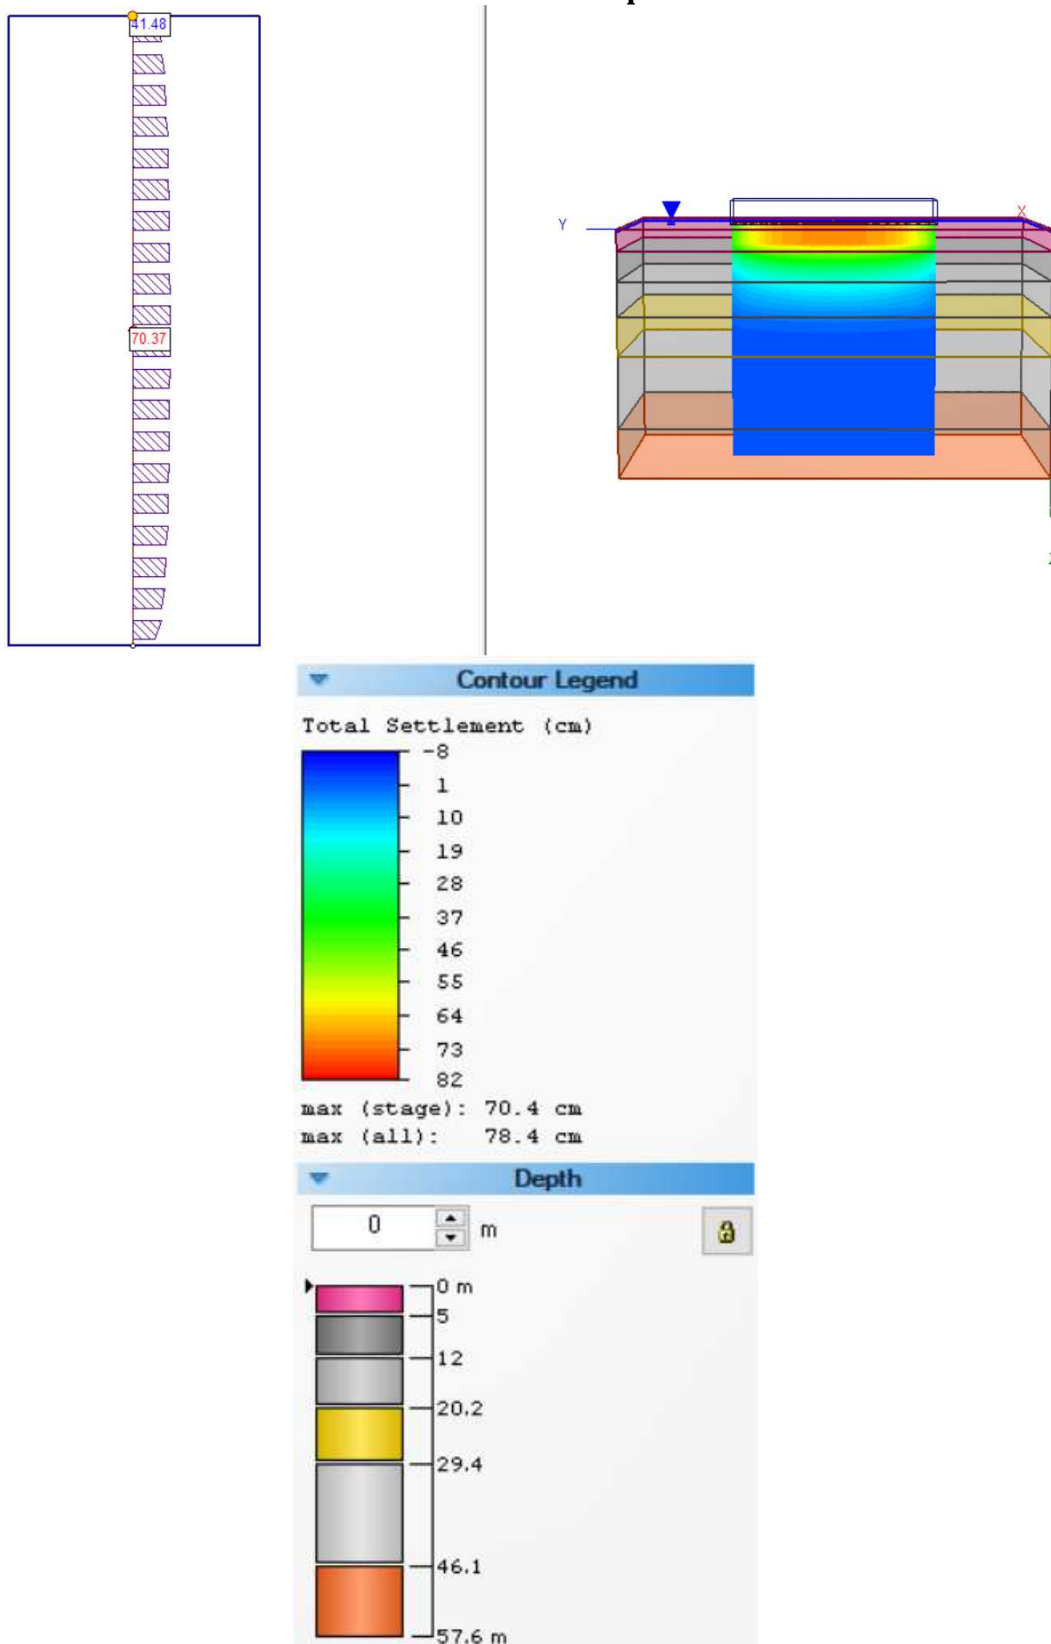 41.48
70.37
Y
X
Contour Legend
Total Settlement (cm)
-8
1
10
19
28
37
46
55
64
73
82
max (stage): 70.4 cm
max (all): 78.4 cm
Depth
0 m
0 m
5
12
20.2
29.4
46.1
57.6 m